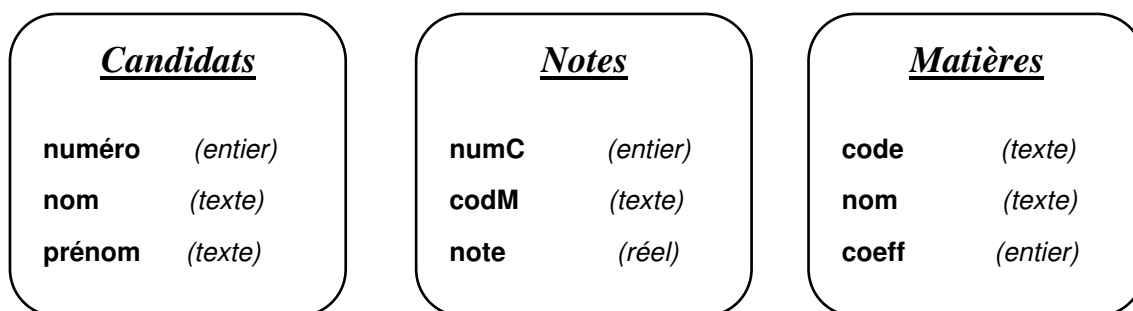 Candidats
numéro (entier)
nom (texte)
prénom (texte)
Notes
numC (entier)
codM (texte)
note (réel)
Matières
code (texte)
nom (texte)
coeff (entier)